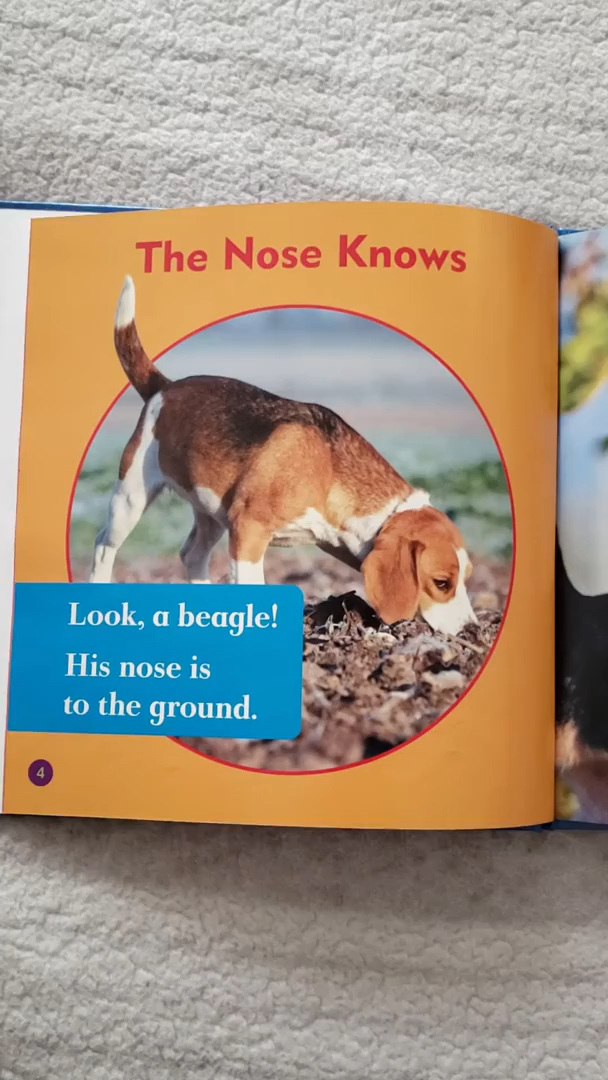 The Nose Knows
Look, a beagle!
His nose is
to the ground.
4